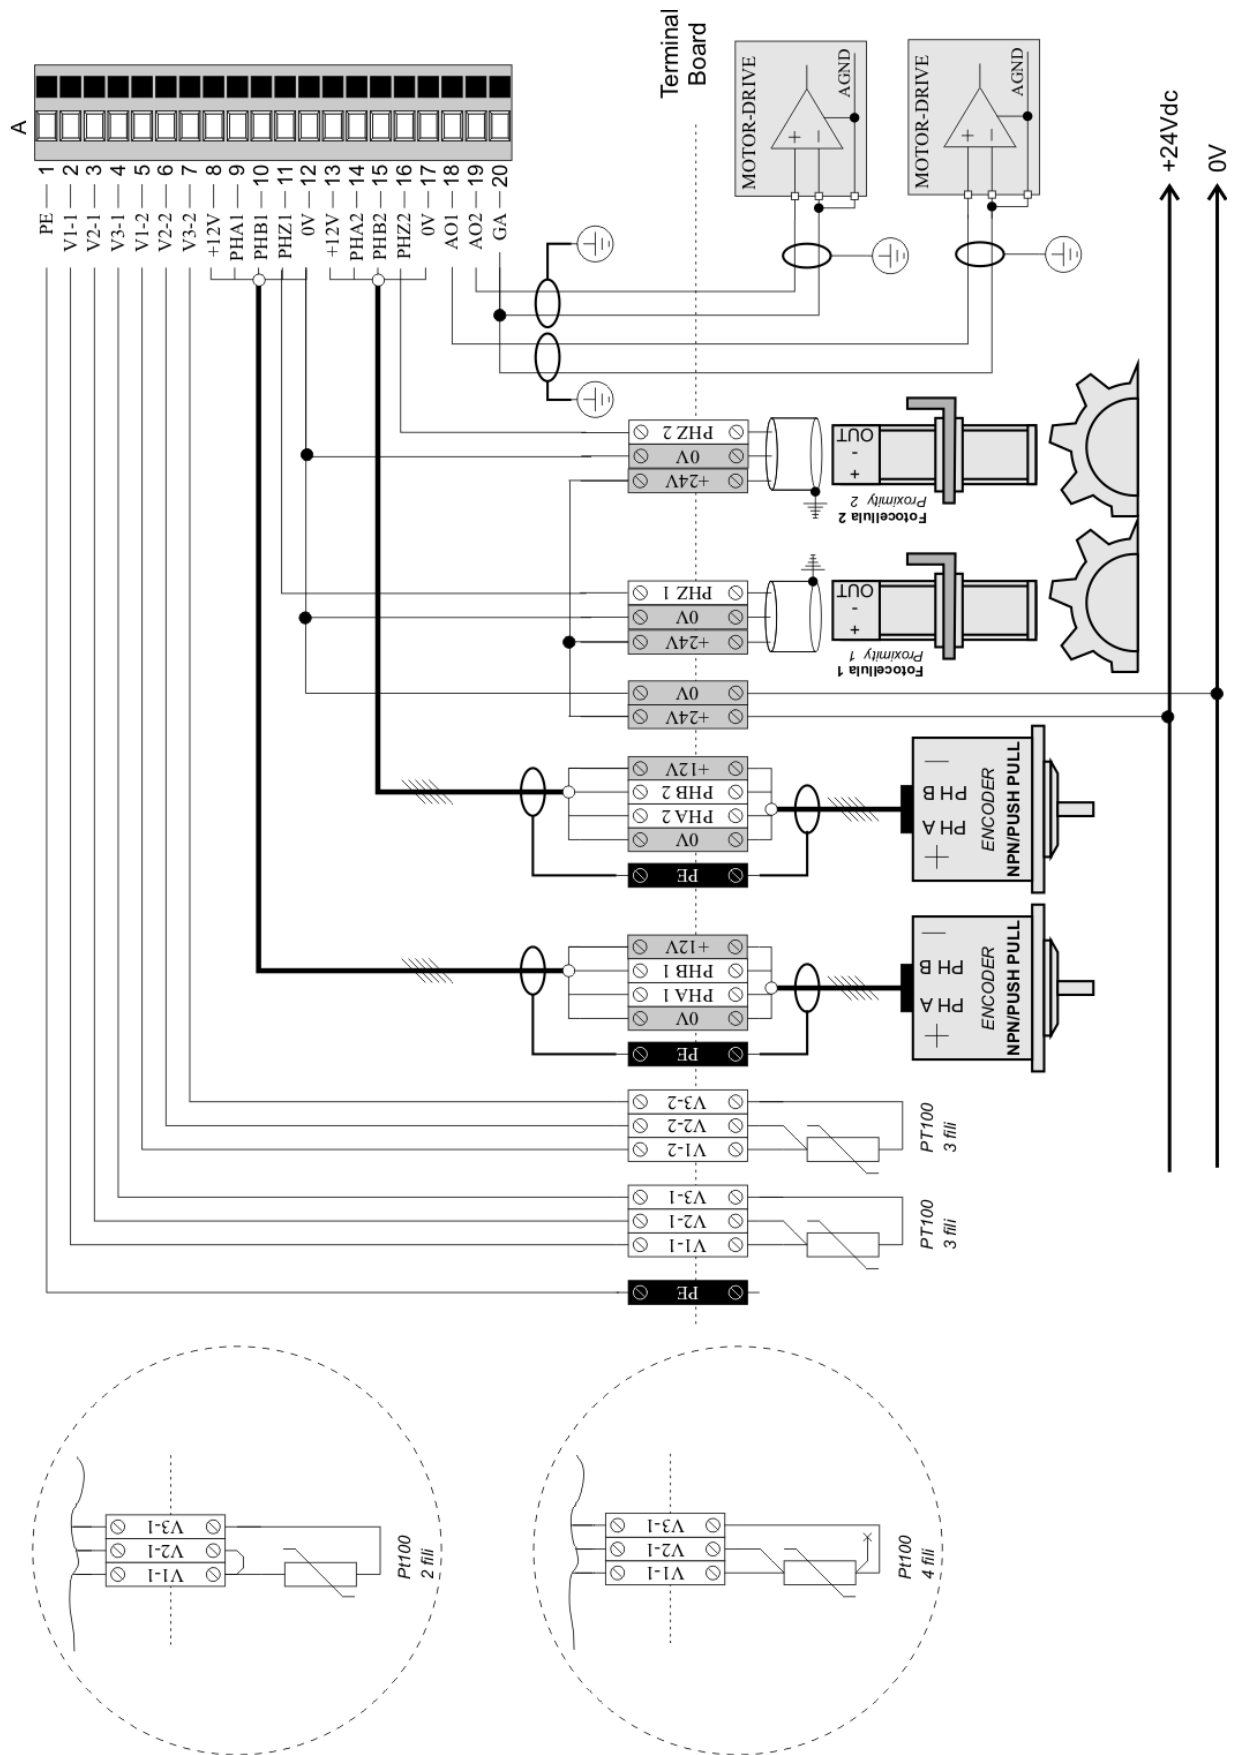 A
PE 1
V1-1 2
V2-1 3
V3-1 4
V1-2 5
V2-2 6
V3-2 7
+12V 8
PHA1 9
PHB1 10
PHZ1 11
0V 12
+12V 13
PHA2 14
PHB2 15
PHZ2 16
0V 17
AO1 18
AO2 19
GA 20
Terminal
Board
MOTOR-DRIVE
+
−
AGND
MOTOR-DRIVE
+
−
AGND
+24Vdc
0V
PHZ 2
0V
+24V
OUT
-
+
Fotocellula 2
Proximity 2
PHZ 1
0V
+24V
OUT
-
+
Fotocellula 1
Proximity 1
0V
+24V
+12V
PHB 2
PHA 2
0V
PE
PH B
PH A
ENCODER
NPN/PUSH PULL
+12V
PHB 1
PHA 1
0V
PE
PH B
PH A
ENCODER
NPN/PUSH PULL
V3-2
V2-2
V1-2
PT100
3 fili
V3-1
V2-1
V1-1
PT100
3 fili
PE
V3-1
V2-1
V1-1
Pt100
2 fili
V3-1
V2-1
V1-1
Pt100
4 fili